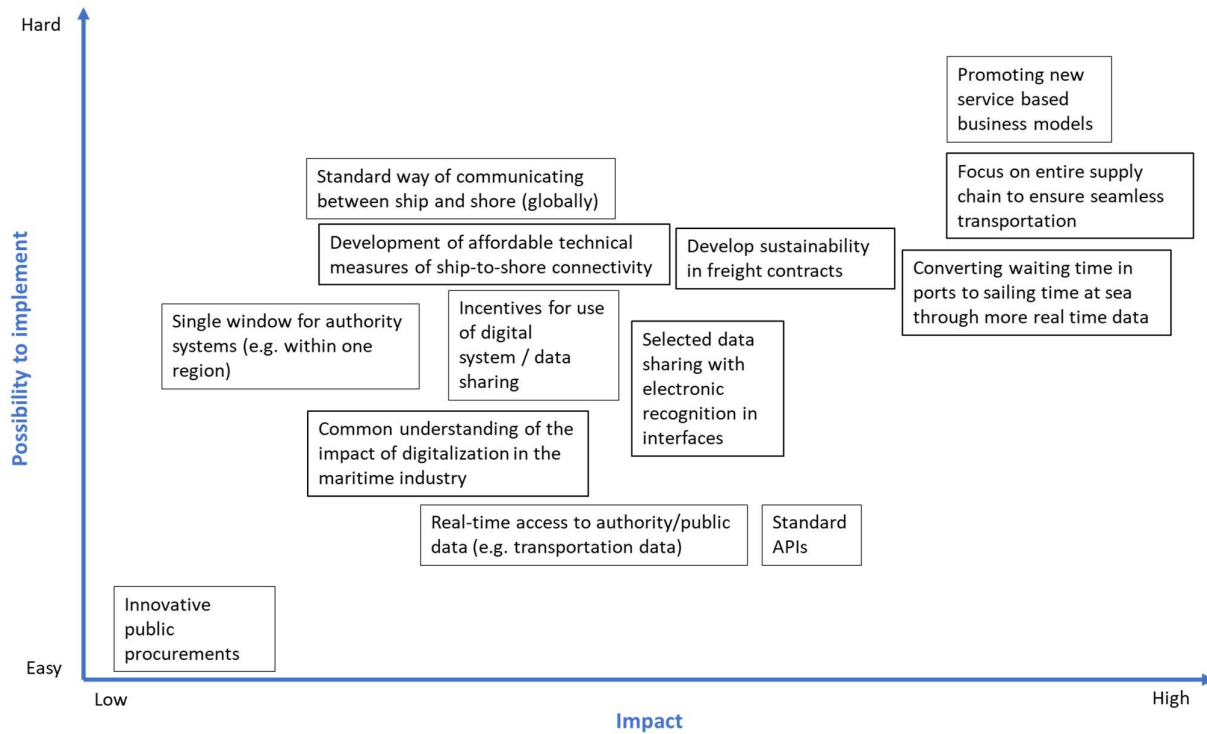 Hard
Promoting new
service based
business models
Standard way of communicating
between ship and shore (globally)
Focus on entire supply
chain to ensure seamless
transportation
Development of affordable technical
measures of ship-to-shore connectivity
Develop sustainability
in freight contracts
Converting waiting time in
ports to sailing time at sea
through more real time data
Possibility to implement
Single window for authority
systems (e.g. within one
region)
Incentives for use
of digital
system / data
sharing
Selected data
sharing with
electronic
recognition in
interfaces
Common understanding of the
impact of digitalization in the
maritime industry
Real-time access to authority/public
data (e.g. transportation data)
Standard
APIs
Innovative
public
procurements
Easy
Low
High
Impact